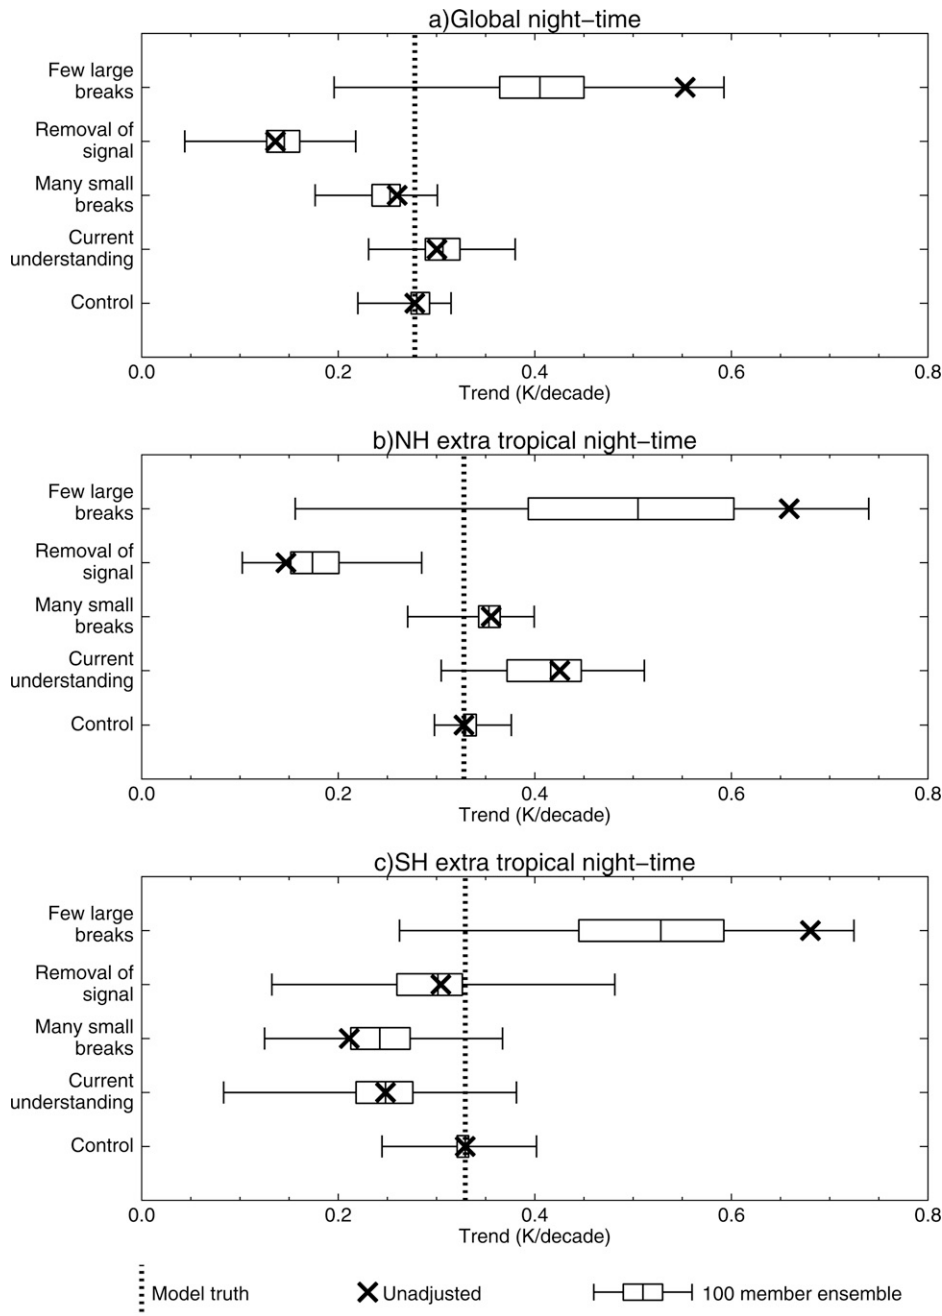 a)Global night–time
Few large
breaks
Removal of
signal
Many small
breaks
Current
understanding
Control
0.0 0.2 0.4 0.6 0.8
Trend (K/decade)
b)NH extra tropical night–time
Few large
breaks
Removal of
signal
Many small
breaks
Current
understanding
Control
0.0 0.2 0.4 0.6 0.8
Trend (K/decade)
c)SH extra tropical night–time
Few large
breaks
Removal of
signal
Many small
breaks
Current
understanding
Control
0.0 0.2 0.4 0.6 0.8
Trend (K/decade)
Model truth Unadjusted 100 member ensemble